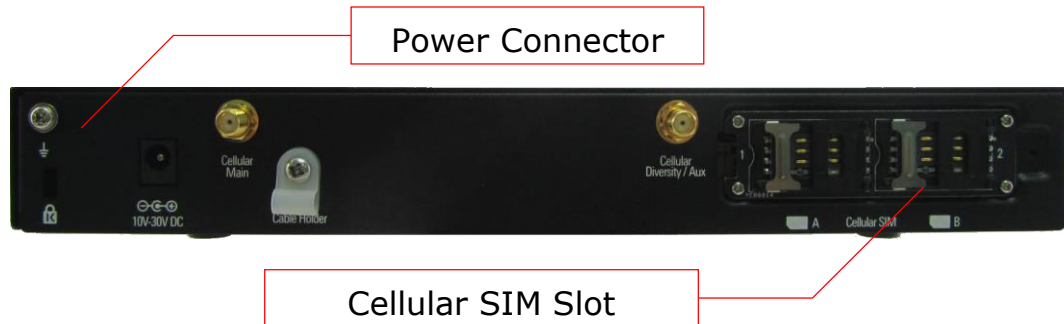 Power Connector
Cellular
Main
Cellular
Diversity / Aux
1
2
10V-30V DC
Cable Holder
A
Cellular SIM
B
Cellular SIM Slot